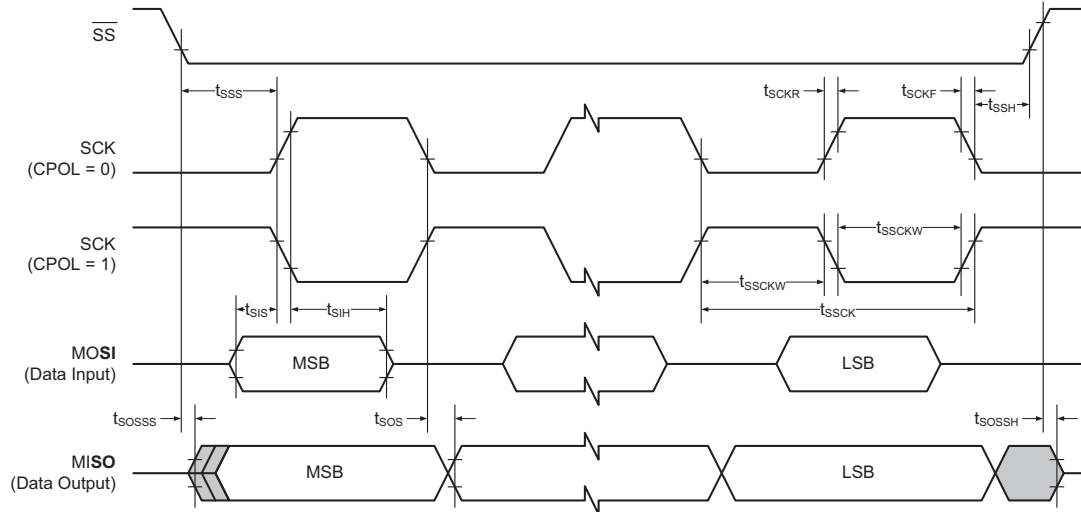 SS
tSSS
tSCKR
tSCKF
tSSH
SCK
(CPOL = 0)
SCK
(CPOL = 1)
tSSCKW
tSSCKW
tSSCK
tSIS
tSIH
MOSI
(Data Input)
MSB
LSB
tSOSSS
tSOS
tSOSSH
MISO
(Data Output)
MSB
LSB